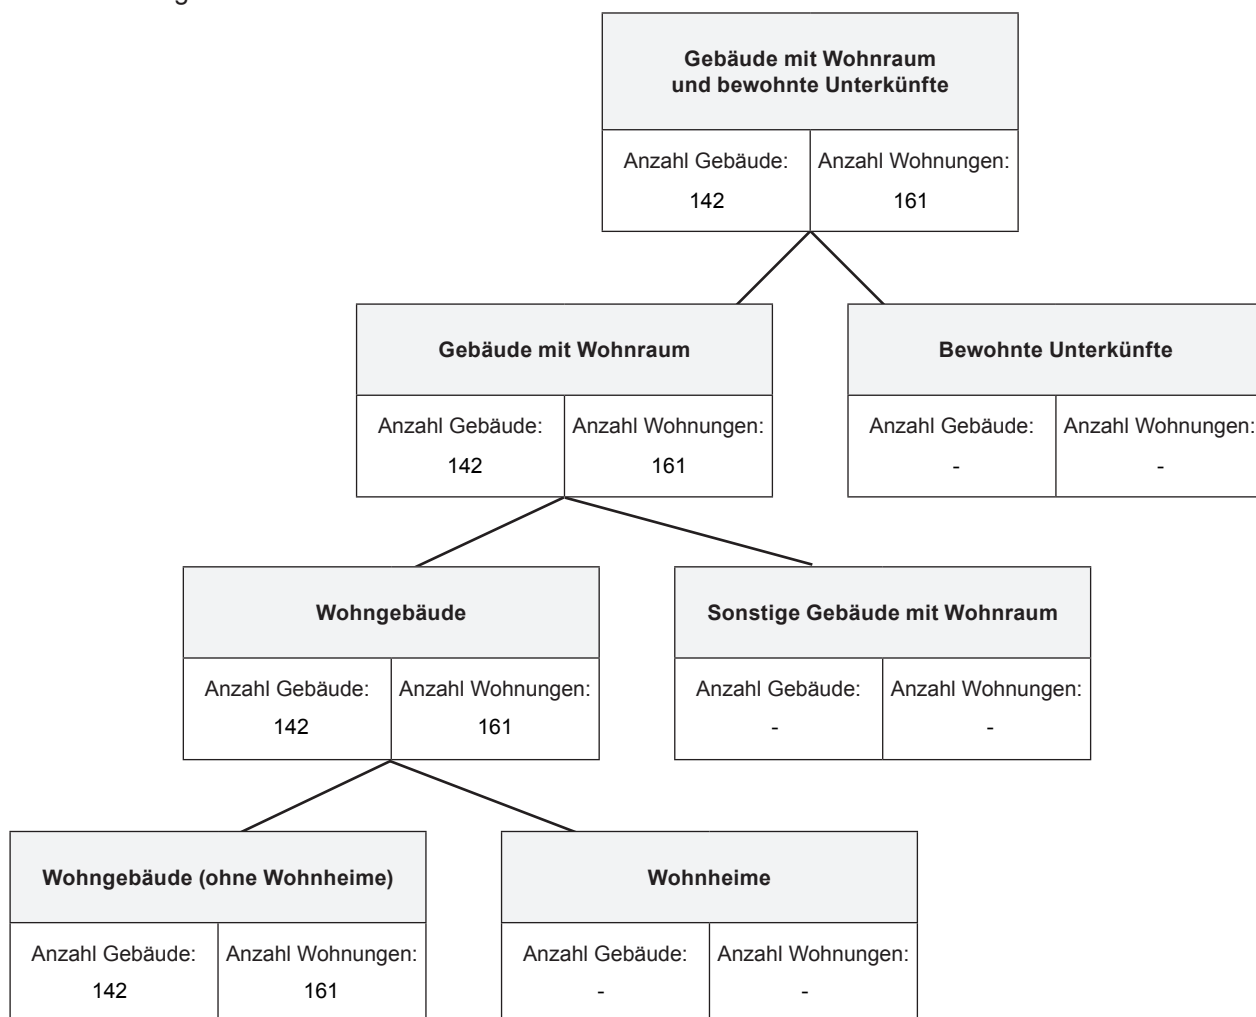 g
Gebäude mit Wohnraum
und bewohnte Unterkünfte
Anzahl Gebäude: Anzahl Wohnungen:
142 161
Gebäude mit Wohnraum
Anzahl Gebäude: Anzahl Wohnungen:
142 161
Bewohnte Unterkünfte
Anzahl Gebäude: Anzahl Wohnungen:
- -
Wohngebäude
Anzahl Gebäude: Anzahl Wohnungen:
142 161
Sonstige Gebäude mit Wohnraum
Anzahl Gebäude: Anzahl Wohnungen:
- -
Wohngebäude (ohne Wohnheime)
Anzahl Gebäude: Anzahl Wohnungen:
142 161
Wohnheime
Anzahl Gebäude: Anzahl Wohnungen:
- -